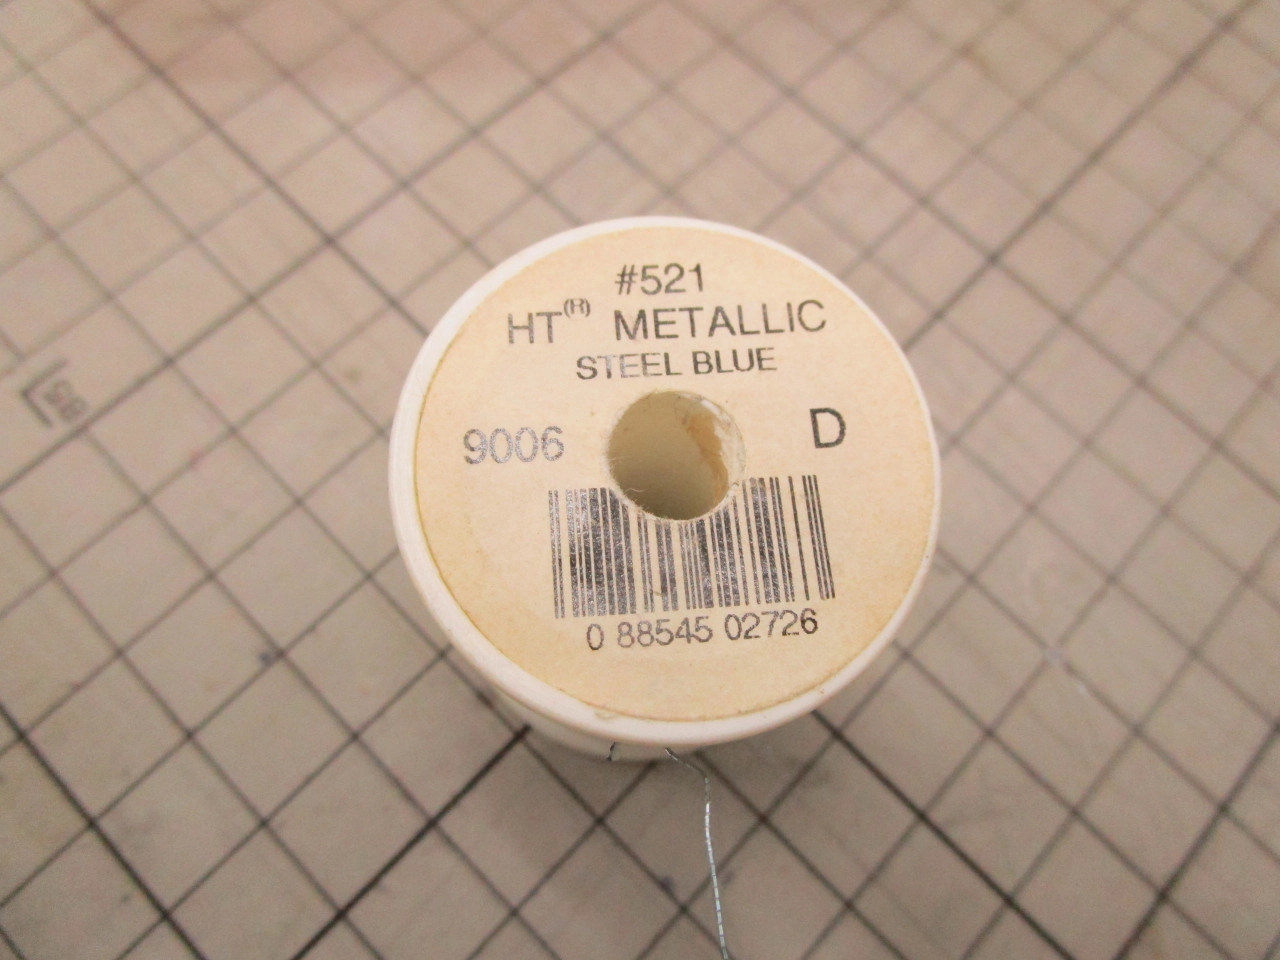 #521
HT(R) METALLIC
STEEL BLUE
9006
D
0 88545 02726